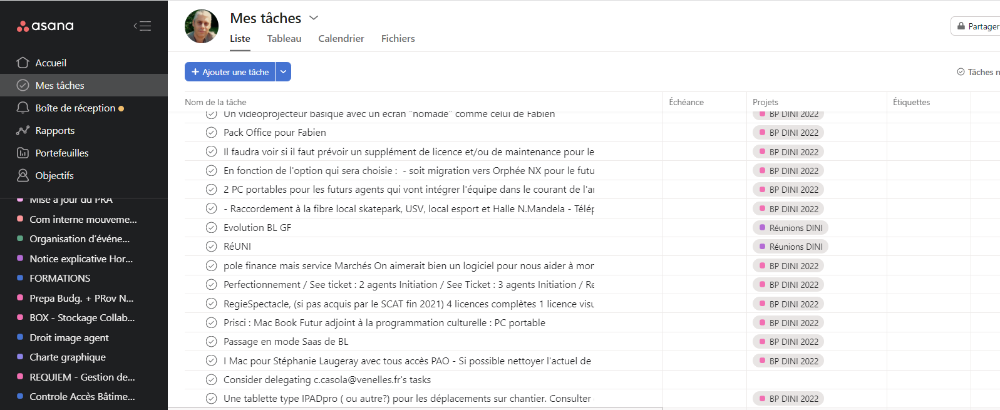 asana
Accueil
Mes tâches
Boîte de réception
Rapports
Portefeuilles
Objectifs
Mise à jour du PRA
Com interne mouveme...
Organisation d'événe...
Notice explicative Hor...
FORMATIONS
Prepa Budg. + PRov N...
BOX - Stockage Collab...
Droit image agent
Charte graphique
REQUIEM - Gestion de...
Controle Accès Bâtime...
Mes tâches
Liste Tableau Calendrier Fichiers
Partager
+ Ajouter une tâche
Tâches n
Nom de la tâche Échéance Projets Étiquettes
Un vidéoprojecteur basique avec un écran "nomade" comme celui de Fabien BP DINI 2022
Pack Office pour Fabien BP DINI 2022
Il faudra voir si il faut prévoir un supplément de licence et/ou de maintenance pour le BP DINI 2022
En fonction de l'option qui sera choisie : - soit migration vers Orphée NX pour le futu BP DINI 2022
2 PC portables pour les futurs agents qui vont intégrer l'équipe dans le courant de l'ar BP DINI 2022
- Raccordement à la fibre local skatepark, USV, local esport et Halle N.Mandela - Télép BP DINI 2022
Evolution BL GF Réunions DINI
RéUNI Réunions DINI
pole finance mais service Marchés On aimerait bien un logiciel pour nous aider à mon BP DINI 2022
Perfectionnement / See ticket : 2 agents Initiation / See Ticket : 3 agents Initiation / Re BP DINI 2022
RegieSpectacle, (si pas acquis par le SCAT fin 2021) 4 licences complètes 1 licence visu BP DINI 2022
Prisci : Mac Book Futur adjoint à la programmation culturelle : PC portable BP DINI 2022
Passage en mode Saas de BL BP DINI 2022
I Mac pour Stéphanie Laugeray avec tous accès PAO - Si possible nettoyer l'actuel de BP DINI 2022
Consider delegating c.casola@venelles.fr's tasks
Une tablette type IPADpro ( ou autre?) pour les déplacements sur chantier. Consulter BP DINI 2022